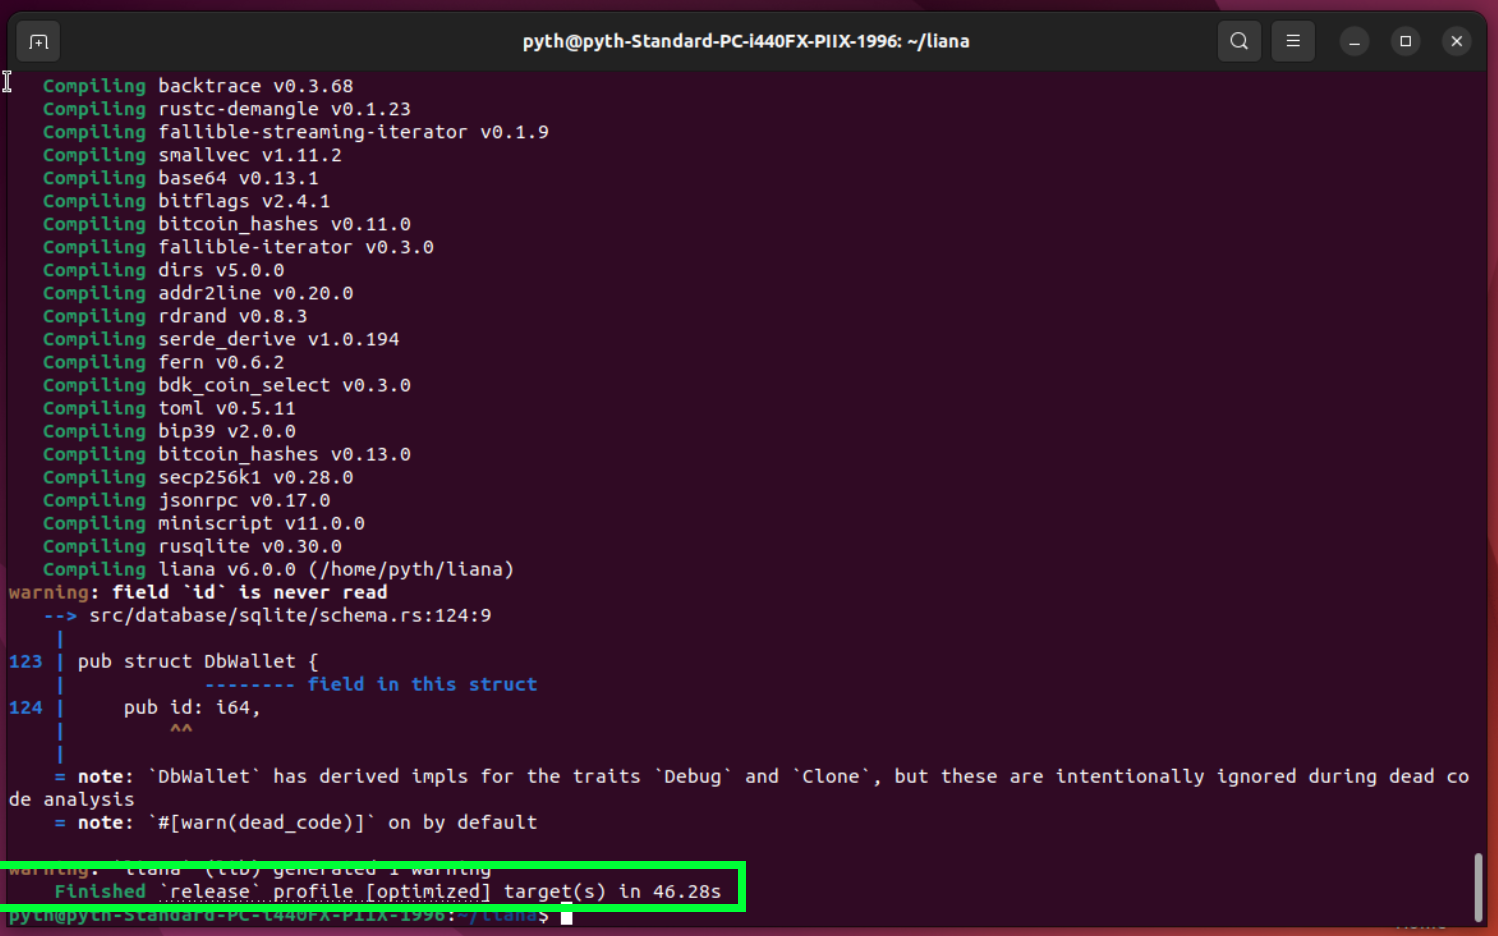 pyth@pyth-Standard-PC-i440FX-PIIX-1996: ~/liana
Compiling backtrace v0.3.68
Compiling rustc-demangle v0.1.23
Compiling fallible-streaming-iterator v0.1.9
Compiling smallvec v1.11.2
Compiling base64 v0.13.1
Compiling bitflags v2.4.1
Compiling bitcoin_hashes v0.11.0
Compiling fallible-iterator v0.3.0
Compiling dirs v5.0.0
Compiling addr2line v0.20.0
Compiling rdrand v0.8.3
Compiling serde_derive v1.0.194
Compiling fern v0.6.2
Compiling bdk_coin_select v0.3.0
Compiling toml v0.5.11
Compiling bip39 v2.0.0
Compiling bitcoin_hashes v0.13.0
Compiling secp256k1 v0.28.0
Compiling jsonrpc v0.17.0
Compiling miniscript v11.0.0
Compiling rusqlite v0.30.0
Compiling liana v6.0.0 (/home/pyth/liana)
warning: field `id` is never read
--> src/database/sqlite/schema.rs:124:9
|
123 | pub struct DbWallet {
| -------- field in this struct
124 | pub id: i64,
| ^^
|
= note: `DbWallet` has derived impls for the traits `Debug` and `Clone`, but these are intentionally ignored during dead co
de analysis
= note: `#[warn(dead_code)]` on by default
warning: `liana` (lib) generated 1 warning
Finished `release` profile [optimized] target(s) in 46.28s
pyth@pyth-Standard-PC-i440FX-PIIX-1996:~/liana$